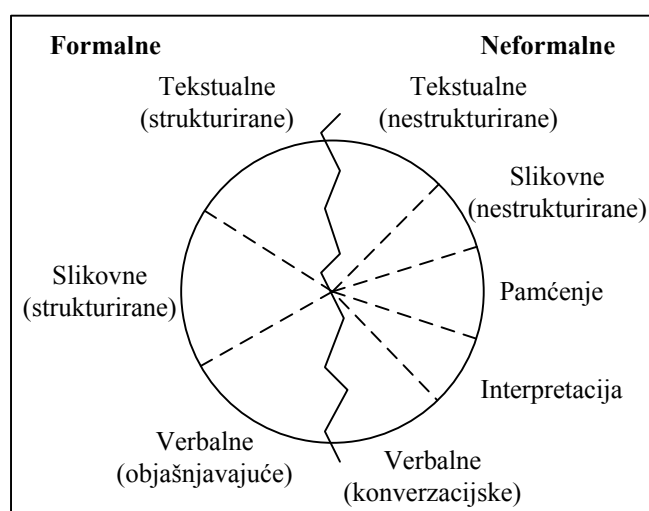 Formalne
Neformalne
Tekstualne
(strukturirane)
Tekstualne
(nestrukturirane)
Slikovne
(nestrukturirane)
Slikovne
(strukturirane)
Pamćenje
Interpretacija
Verbalne
(objašnjavajuće)
Verbalne
(konverzacijske)